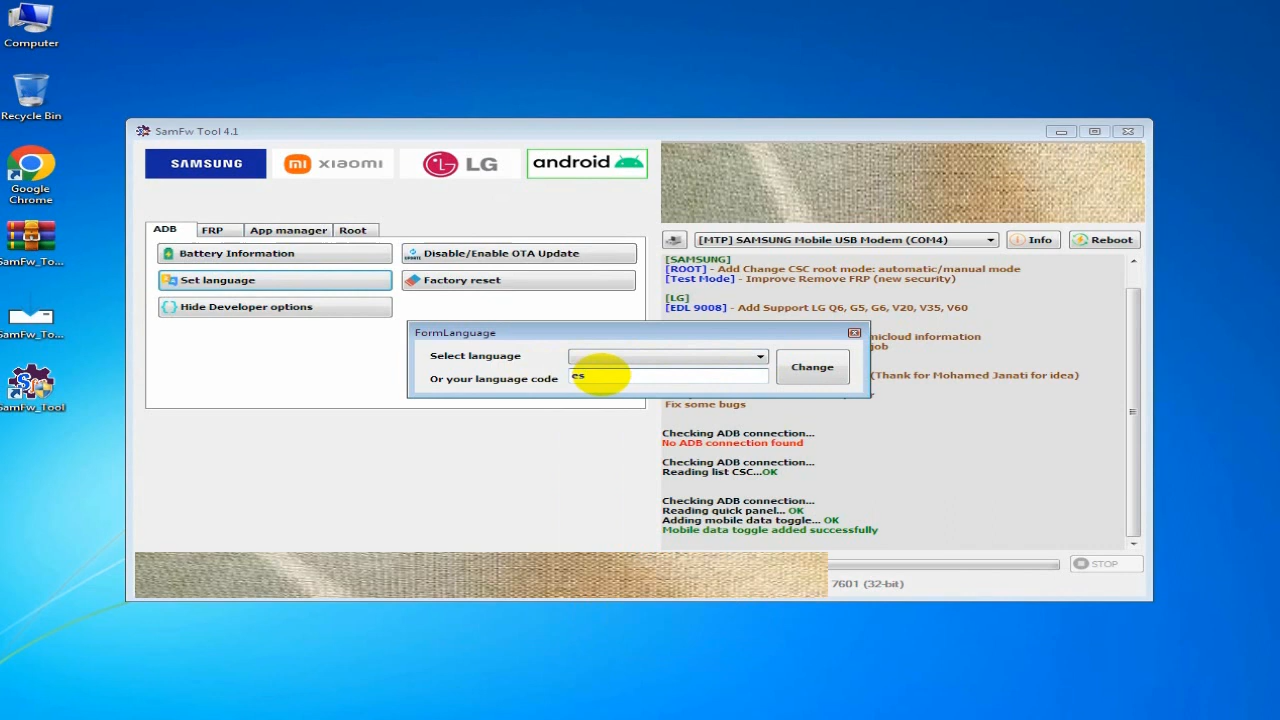 Computer
Recycle Bin
Google
Chrome
SamFw_To...
SamFw_To...
SamFw_Tool
SamFw Tool 4.1
SAMSUNG
mi xiaomi
LG
android
ADB
FRP
App manager
Root
Battery Information
Disable/Enable OTA Update
Set language
Factory reset
Hide Developer options
FormLanguage
Select language
Or your language code
es
Change
[MTP] SAMSUNG Mobile USB Modem (COM4)
Info
Reboot
[SAMSUNG]
[ROOT] - Add Change CSC root mode: automatic/manual mode
[Test Mode] - Improve Remove FRP (new security)
[LG]
[EDL 9008] - Add Support LG Q6, G5, G6, V20, V35, V60
micloud information
(Thank for Mohamed Janati for idea)
Fix some bugs
Checking ADB connection...
No ADB connection found
Checking ADB connection...
Reading list CSC...OK
Checking ADB connection...
Reading quick panel... OK
Adding mobile data toggle... OK
Mobile data toggle added successfully
STOP
7601 (32-bit)